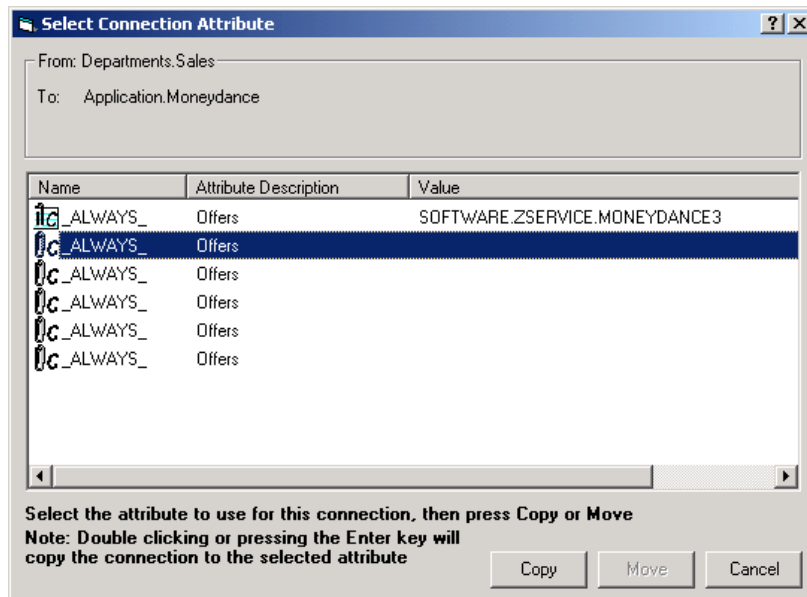 Select Connection Attribute
From: Departments.Sales
To: Application.Moneydance
Name Attribute Description Value
_ALWAYS_ Offers SOFTWARE.ZSERVICE.MONEYDANCE3
_ALWAYS_ Offers
_ALWAYS_ Offers
_ALWAYS_ Offers
_ALWAYS_ Offers
_ALWAYS_ Offers
Select the attribute to use for this connection, then press Copy or Move
Note: Double clicking or pressing the Enter key will
copy the connection to the selected attribute
Copy Move Cancel